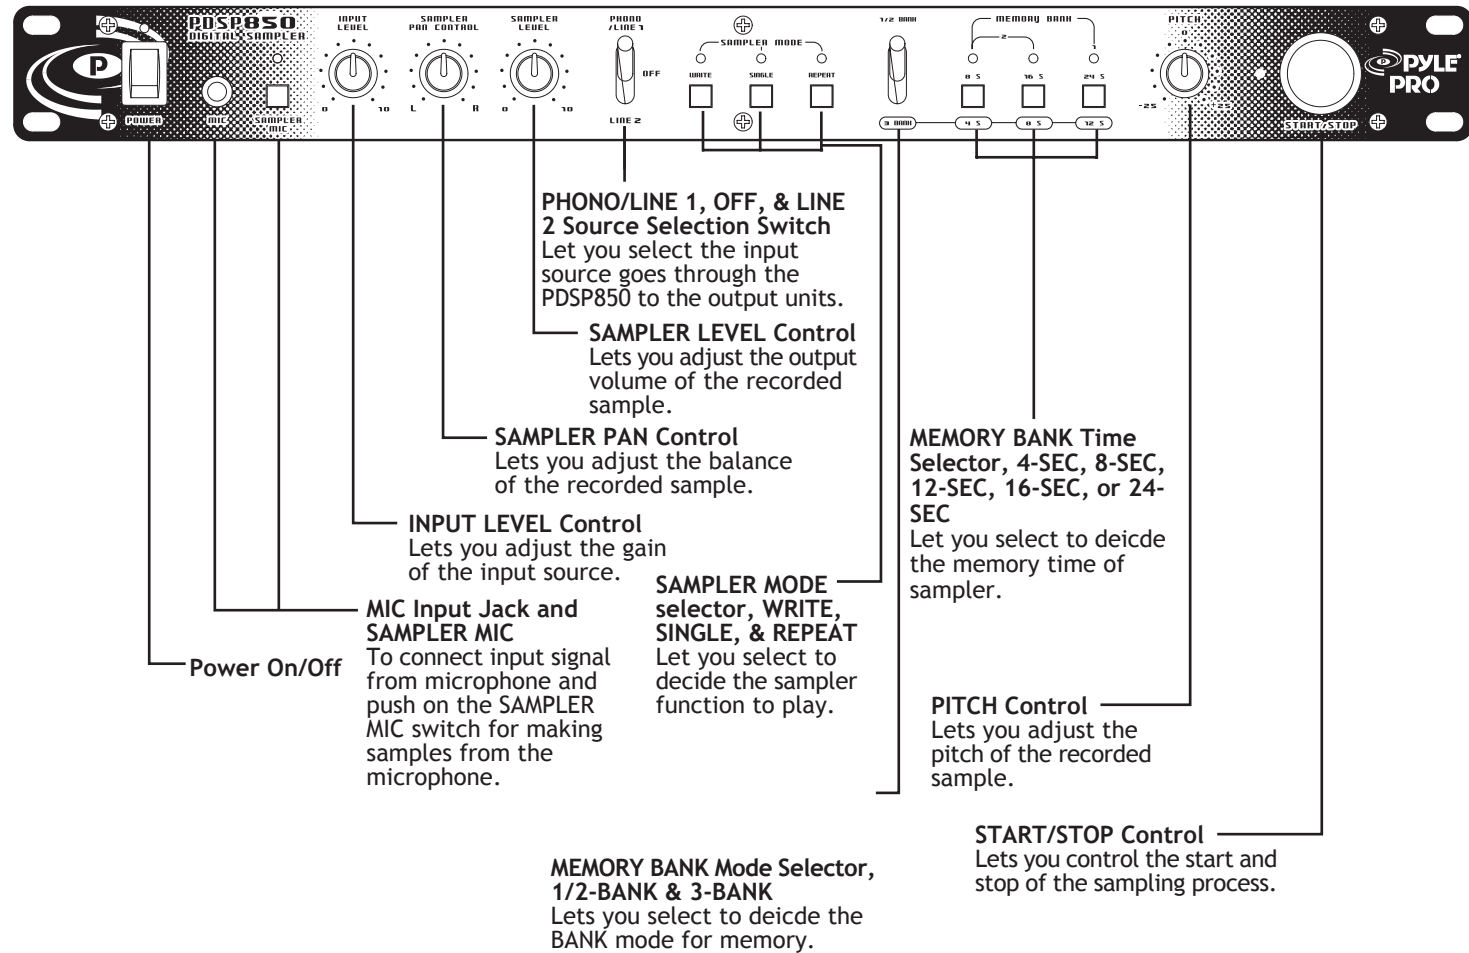 PDSP850
DIGITAL SAMPLER
INPUT
LEVEL
SAMPLER
PAN CONTROL
SAMPLER
LEVEL
PHONO
/LINE 1
OFF
LINE 2
SAMPLER MODE
WRITE
SINGLE
REPEAT
1/2 BANK
3 BANK
MEMORY BANK
2
1
8 S
16 S
24 S
4 S
8 S
12 S
PITCH
0
-25
+25
PYLE
PRO
START/STOP
P
POWER
MIC
SAMPLER
MIC
0
10
L
R
0
10
PHONO/LINE 1, OFF, & LINE
2 Source Selection Switch
Let you select the input
source goes through the
PDSP850 to the output units.
SAMPLER LEVEL Control
Lets you adjust the output
volume of the recorded
sample.
SAMPLER PAN Control
Lets you adjust the balance
of the recorded sample.
INPUT LEVEL Control
Lets you adjust the gain
of the input source.
MIC Input Jack and
SAMPLER MIC
To connect input signal
from microphone and
push on the SAMPLER
MIC switch for making
samples from the
microphone.
Power On/Off
SAMPLER MODE
selector, WRITE,
SINGLE, & REPEAT
Let you select to
decide the sampler
function to play.
MEMORY BANK Time
Selector, 4-SEC, 8-SEC,
12-SEC, 16-SEC, or 24-
SEC
Let you select to deicde
the memory time of
sampler.
PITCH Control
Lets you adjust the
pitch of the recorded
sample.
START/STOP Control
Lets you control the start and
stop of the sampling process.
MEMORY BANK Mode Selector,
1/2-BANK & 3-BANK
Lets you select to deicde the
BANK mode for memory.